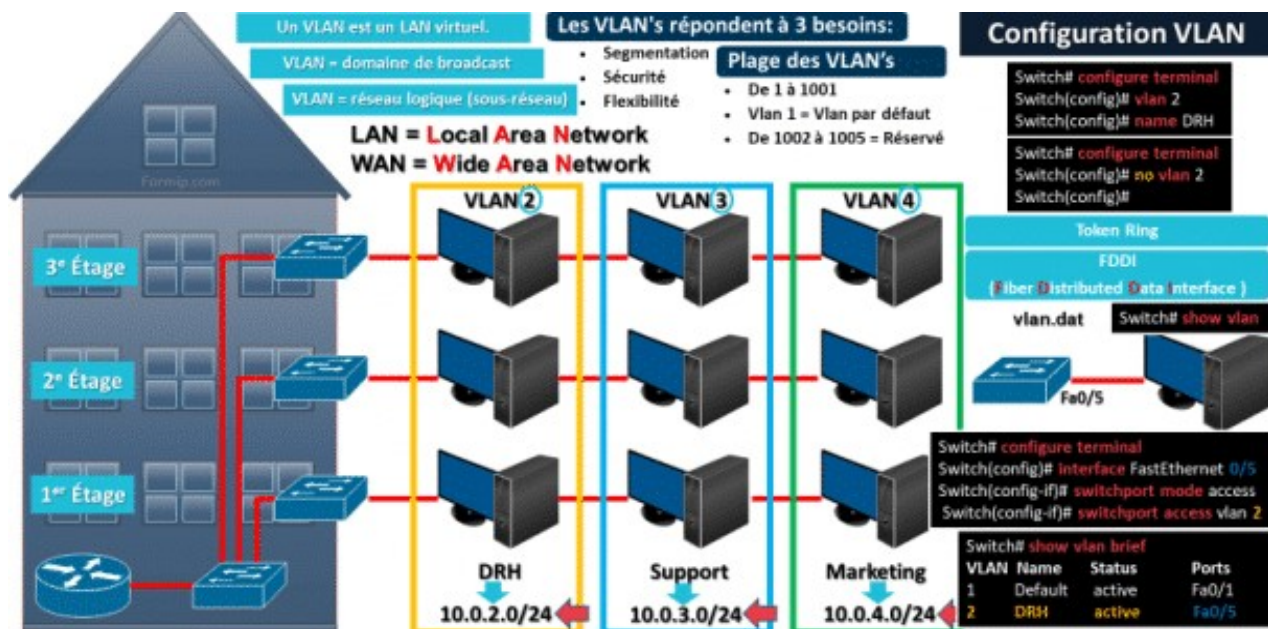 Un VLAN est un LAN virtuel.
VLAN = domaine de broadcast
VLAN = réseau logique (sous-réseau)
Les VLAN's répondent à 3 besoins:
• Segmentation
• Sécurité
• Flexibilité
Plage des VLAN's
• De 1 à 1001
• Vlan 1 = Vlan par défaut
• De 1002 à 1005 = Réservé
LAN = Local Area Network
WAN = Wide Area Network
Formip.com
3e Étage
2e Étage
1er Étage
VLAN 2
VLAN 3
VLAN 4
DRH
Support
Marketing
10.0.2.0/24
10.0.3.0/24
10.0.4.0/24
Configuration VLAN
Switch# configure terminal
Switch(config)# vlan 2
Switch(config)# name DRH
Switch# configure terminal
Switch(config)# no vlan 2
Switch(config)#
Token Ring
FDDI
(Fiber Distributed Data Interface )
vlan.dat
Switch# show vlan
Fa0/5
Switch# configure terminal
Switch(config)# interface FastEthernet 0/5
Switch(config-if)# switchport mode access
Switch(config-if)# switchport access vlan 2
Switch# show vlan brief
VLAN Name Status Ports
1 Default active Fa0/1
2 DRH active Fa0/5